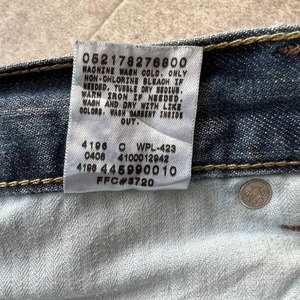 052178276800
MACHINE WASH COLD. ONLY
NON-CHLORINE BLEACH IF
NEEDED. TUMBLE DRY MEDIUM.
WARM IRON IF NEEDED.
WASH AND DRY WITH LIKE
COLORS. WASH GARMENT INSIDE
OUT.
4196 C WPL-423
0406 4100012942
4196 445990010
FFC#3720